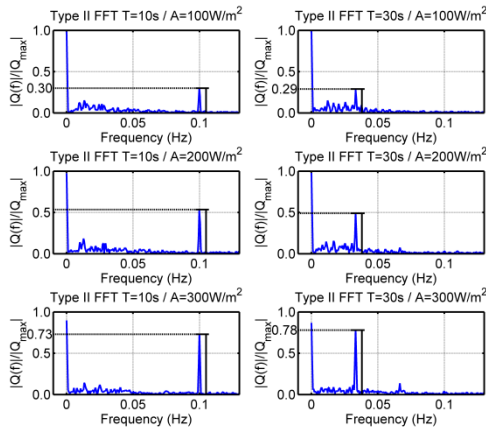 Type II FFT T=10s / A=100W/m²
|Q(f)|/|Q_max|
1.0
0.5
0.30
0.0
0
0.05
0.1
Frequency (Hz)
Type II FFT T=30s / A=100W/m²
|Q(f)|/|Q_max|
1.0
0.5
0.29
0.0
0
0.05
0.1
Frequency (Hz)
Type II FFT T=10s / A=200W/m²
|Q(f)|/|Q_max|
1.0
0.5
0.0
0
0.05
0.1
Frequency (Hz)
Type II FFT T=30s / A=200W/m²
|Q(f)|/|Q_max|
1.0
0.5
0.0
0
0.05
0.1
Frequency (Hz)
Type II FFT T=10s / A=300W/m²
|Q(f)|/|Q_max|
1.0
0.73
0.5
0.0
0
0.05
0.1
Frequency (Hz)
Type II FFT T=30s / A=300W/m²
|Q(f)|/|Q_max|
1.0
0.78
0.5
0.0
0
0.05
0.1
Frequency (Hz)